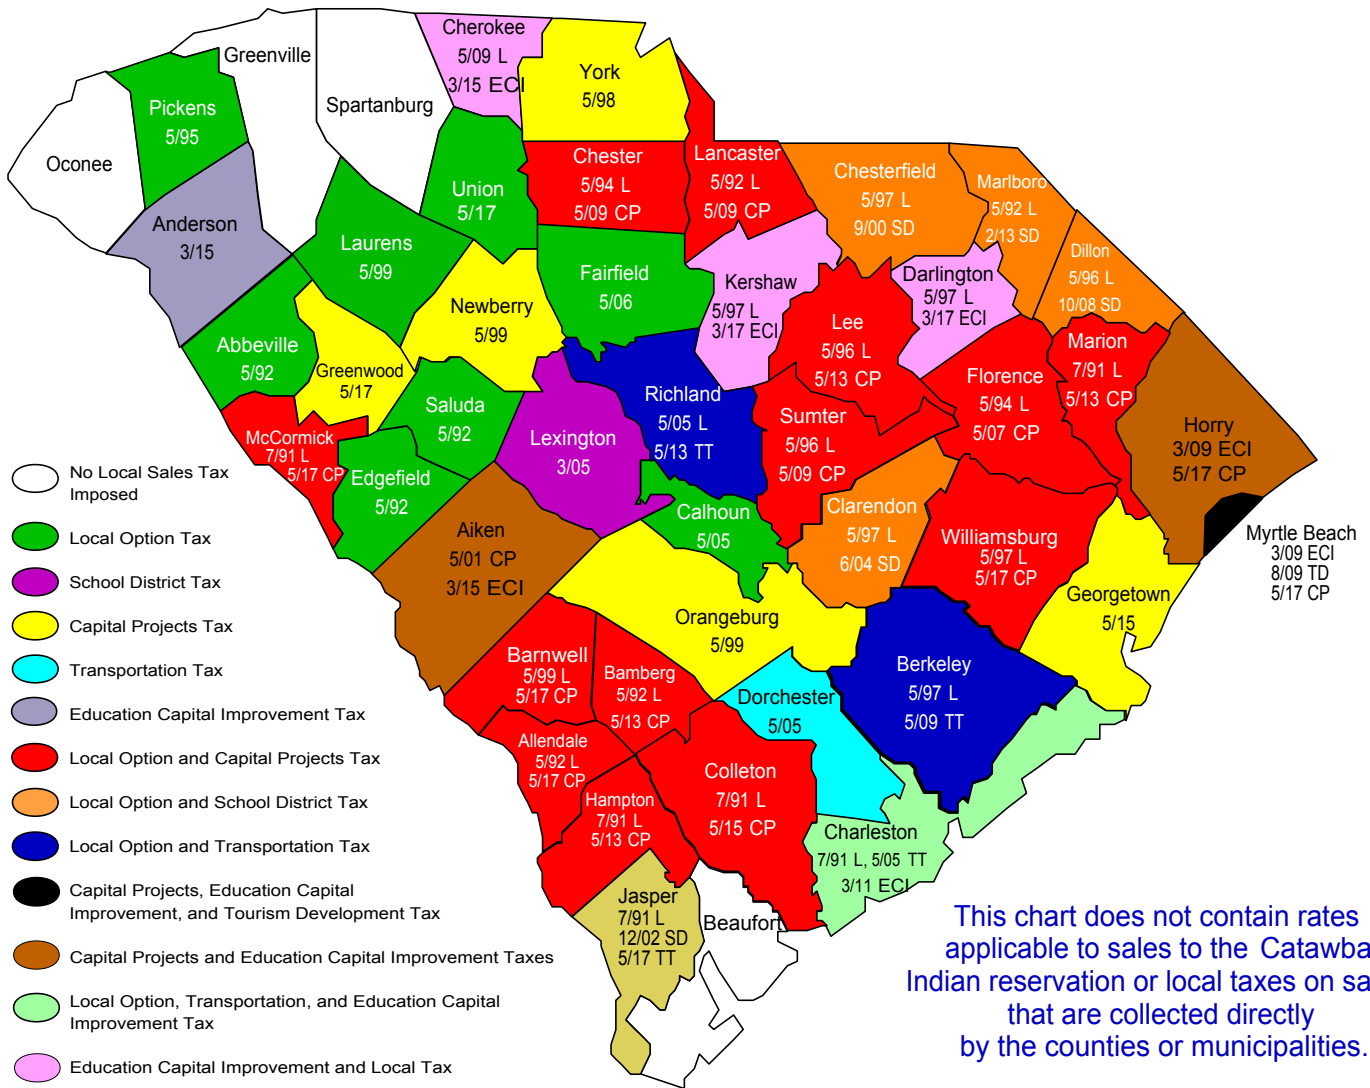 Cherokee
5/09 L
3/15 ECI
Greenville
York
5/98
Spartanburg
Pickens
5/95
Oconee
Chester
5/94 L
5/09 CP
Lancaster
5/92 L
5/09 CP
Chesterfield
5/97 L
9/00 SD
Marlboro
5/92 L
2/13 SD
Union
5/17
Anderson
3/15
Laurens
5/99
Dillon
5/96 L
10/08 SD
Fairfield
5/06
Kershaw
5/97 L
3/17 ECI
Darlington
5/97 L
3/17 ECI
Newberry
5/99
Lee
5/96 L
5/13 CP
Abbeville
5/92
Greenwood
5/17
Marion
7/91 L
5/13 CP
Richland
5/05 L
5/13 TT
Florence
5/94 L
5/07 CP
Saluda
5/92
Sumter
5/96 L
5/09 CP
Horry
3/09 ECI
5/17 CP
McCormick
7/91 L
5/17 CP
Lexington
3/05
Edgefield
5/92
Calhoun
5/05
Clarendon
5/97 L
6/04 SD
Aiken
5/01 CP
3/15 ECI
Williamsburg
5/97 L
5/17 CP
Myrtle Beach
3/09 ECI
8/09 TD
5/17 CP
Georgetown
5/15
Orangeburg
5/99
Barnwell
5/99 L
5/17 CP
Bamberg
5/92 L
5/13 CP
Berkeley
5/97 L
5/09 TT
Dorchester
5/05
Allendale
5/92 L
5/17 CP
Colleton
7/91 L
5/15 CP
Hampton
7/91 L
5/13 CP
Charleston
7/91 L, 5/05 TT
3/11 ECI
Jasper
7/91 L
12/02 SD
5/17 TT
Beaufort
No Local Sales Tax
Imposed
Local Option Tax
School District Tax
Capital Projects Tax
Transportation Tax
Education Capital Improvement Tax
Local Option and Capital Projects Tax
Local Option and School District Tax
Local Option and Transportation Tax
Capital Projects, Education Capital
Improvement, and Tourism Development Tax
Capital Projects and Education Capital Improvement Taxes
Local Option, Transportation, and Education Capital
Improvement Tax
Education Capital Improvement and Local Tax
This chart does not contain rates
applicable to sales to the Catawba
Indian reservation or local taxes on sa
that are collected directly
by the counties or municipalities.